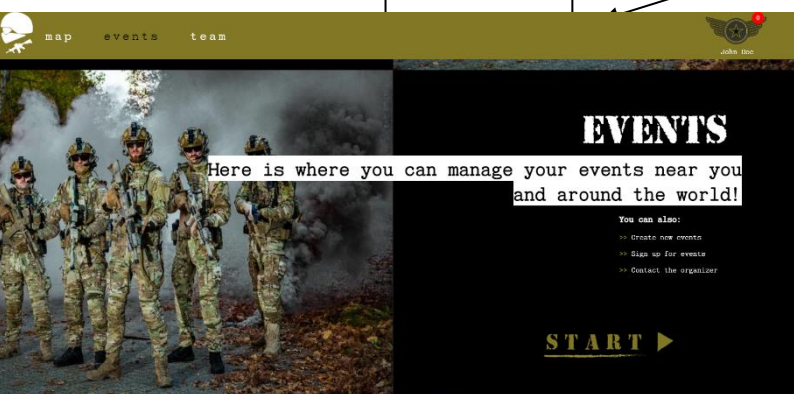 map events team
0
John Doe
EVENTS
Here is where you can manage your events near you
and around the world!
You can also:
>> Create new events
>> Sign up for events
>> Contact the organizer
START